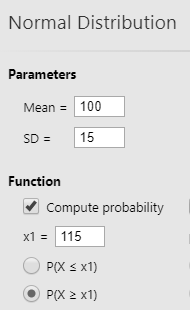 Normal Distribution
Parameters
Mean = 100
SD = 15
Function
Compute probability
x1 = 115
P(X ≤ x1)
P(X ≥ x1)